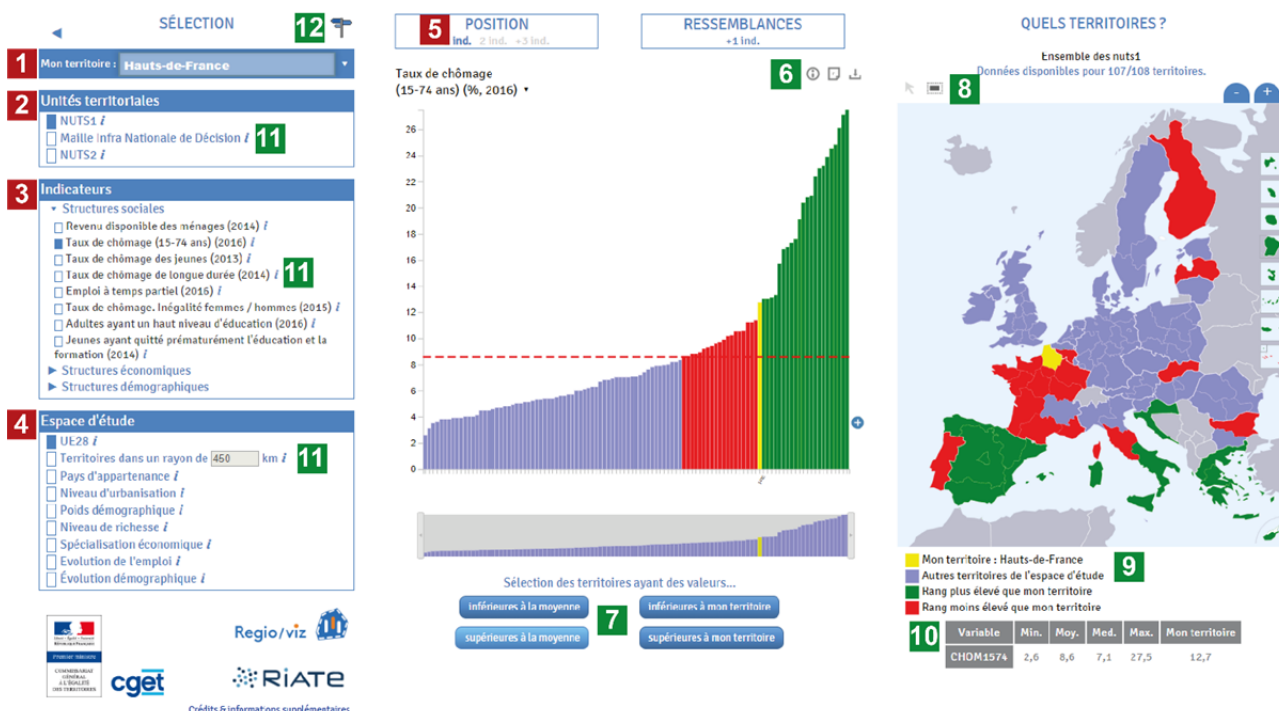 SÉLECTION
12
1
Mon territoire :
Hauts-de-France
2
Unités territoriales
NUTS1 i
Maille Infra Nationale de Décision i
11
NUTS2 i
3
Indicateurs
Structures sociales
Revenu disponible des ménages (2014) i
Taux de chômage (15-74 ans) (2016) i
Taux de chômage des jeunes (2013) i
Taux de chômage de longue durée (2014) i
11
Emploi à temps partiel (2016) i
Taux de chômage. Inégalité femmes / hommes (2015) i
Adultes ayant un haut niveau d'éducation (2016) i
Jeunes ayant quitté prématurément l'éducation et la
formation (2014) i
Structures économiques
Structures démographiques
4
Espace d'étude
UE28 i
Territoires dans un rayon de 450 km i
11
Pays d'appartenance i
Niveau d'urbanisation i
Poids démographique i
Niveau de richesse i
Spécialisation économique i
Evolution de l'emploi i
Évolution démographique i
PREMIER MINISTRE
COMMISSARIAT
GÉNÉRAL
À L'ÉGALITÉ
DES TERRITOIRES
cget
Regio/viz
RIATE
Crédits & informations supplémentaires
5
POSITION
ind. 2 ind. +3 ind.
RESSEMBLANCES
+1 ind.
Taux de chômage
(15-74 ans) (%, 2016)
6
26
24
22
20
18
16
14
12
10
8
6
4
2
0
Sélection des territoires ayant des valeurs...
inférieures à la moyenne
inférieures à mon territoire
7
supérieures à la moyenne
supérieures à mon territoire
QUELS TERRITOIRES ?
Ensemble des nuts1
Données disponibles pour 107/108 territoires.
8
- +
Mon territoire : Hauts-de-France
Autres territoires de l'espace d'étude
Rang plus élevé que mon territoire
Rang moins élevé que mon territoire
9
10
Variable Min. Moy. Med. Max. Mon territoire
CHOM1574 2,6 8,6 7,1 27,5 12,7